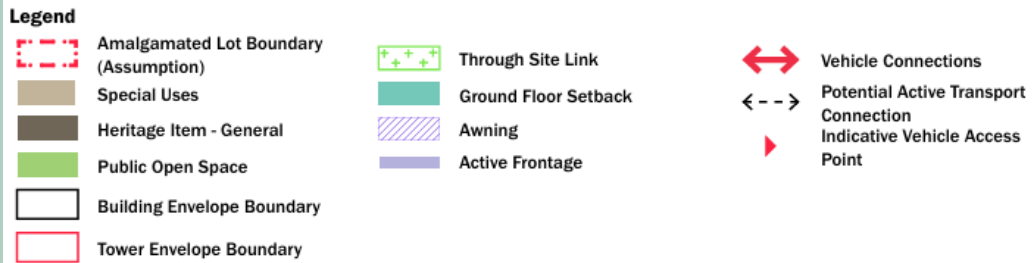 Legend
Amalgamated Lot Boundary
(Assumption)
Special Uses
Heritage Item - General
Public Open Space
Building Envelope Boundary
Tower Envelope Boundary
Through Site Link
Ground Floor Setback
Awning
Active Frontage
Vehicle Connections
Potential Active Transport
Connection
Indicative Vehicle Access
Point